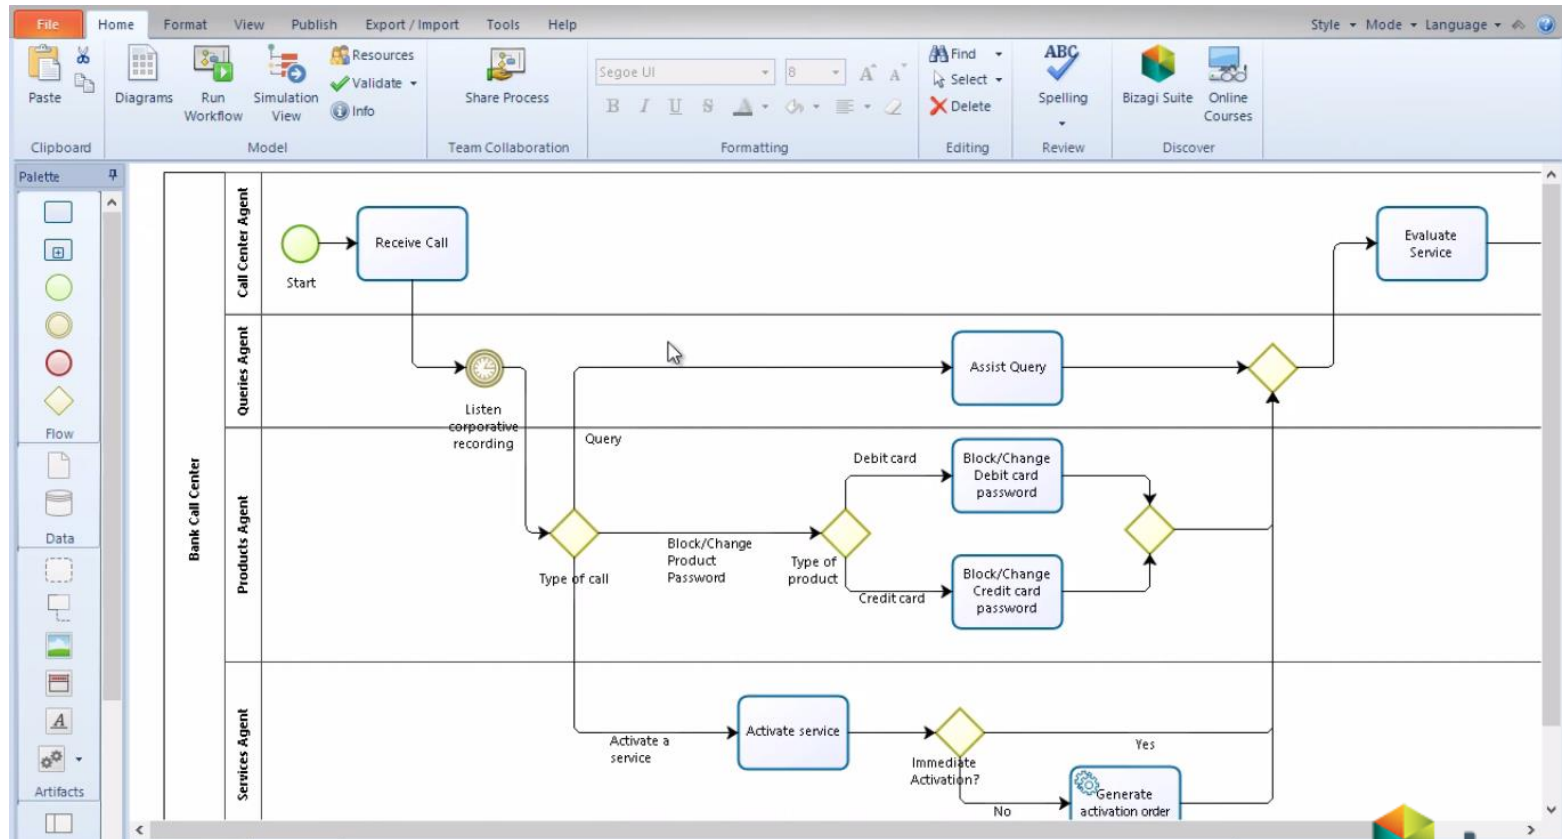 File Home Format View Publish Export / Import Tools Help Style Mode Language
Paste
Diagrams
Run
Workflow
Simulation
View
Resources
Validate
Info
Share Process
Segoe UI 8
A A
B I U S A
Find
Select
Delete
ABC
Spelling
Bizagi Suite
Online
Courses
Clipboard Model Team Collaboration Formatting Editing Review Discover
Palette
Flow
Data
A
Artifacts
Bank Call Center
Call Center Agent
Start
Receive Call
Evaluate
Service
Queries Agent
Listen
corporative
recording
Assist Query
Query
Products Agent
Type of call
Block/Change
Product
Password
Type of
product
Debit card
Block/Change
Debit card
password
Credit card
Block/Change
Credit card
password
Services Agent
Activate a
service
Activate service
Immediate
Activation?
Yes
No
Generate
activation order